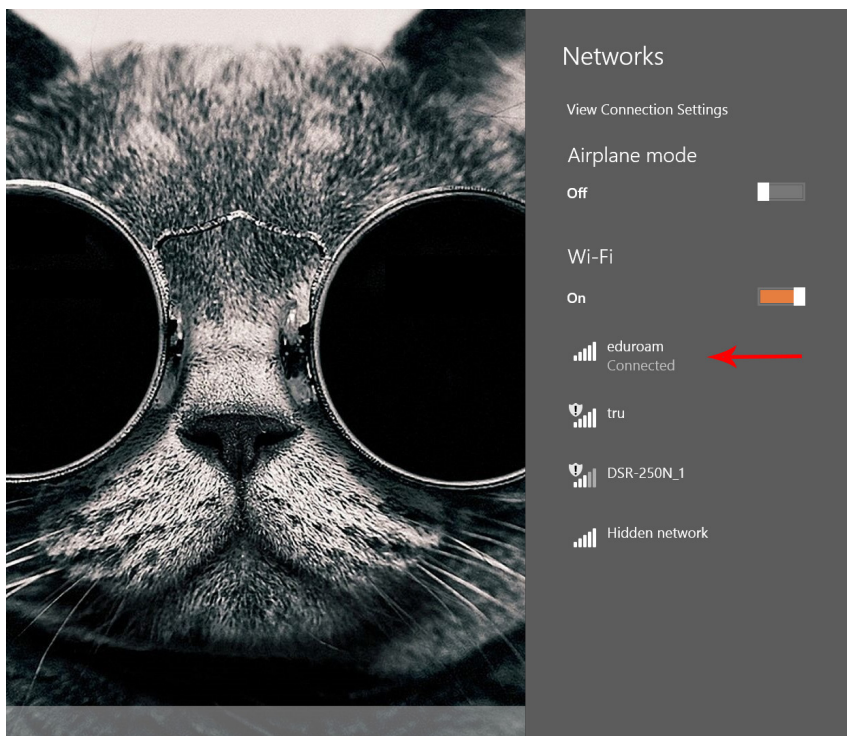 Networks
View Connection Settings
Airplane mode
Off
Wi-Fi
On
eduroam
Connected
tru
DSR-250N_1
Hidden network